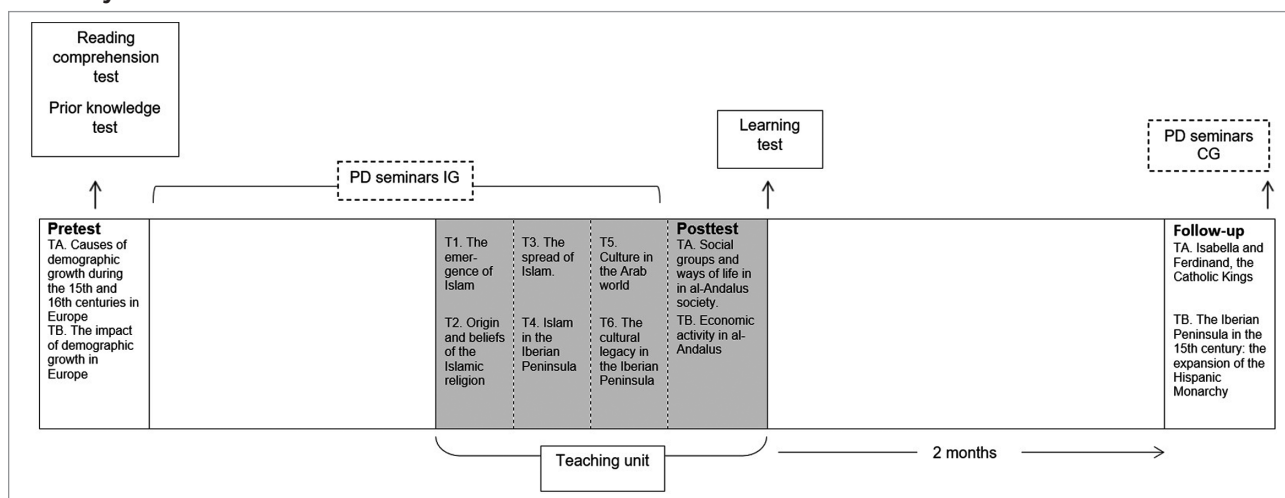 Reading
comprehension
test
Prior knowledge
test
PD seminars IG
Learning
test
PD seminars
CG
Pretest
TA. Causes of
demographic
growth during
the 15th and
16th centuries in
Europe
TB. The impact
of demographic
growth in
Europe
T1. The
emer-
gence of
Islam
T2. Origin
and beliefs
of the
Islamic
religion
T3. The
spread of
Islam.
T4. Islam
in the
Iberian
Peninsula
T5.
Culture in
the Arab
world
T6. The
cultural
legacy in
the Iberian
Peninsula
Posttest
TA. Social
groups and
ways of life in
in al-Andalus
society.
TB. Economic
activity in al-
Andalus
Follow-up
TA. Isabella and
Ferdinand, the
Catholic Kings
TB. The Iberian
Peninsula in the
15th century: the
expansion of the
Hispanic
Monarchy
Teaching unit
2 months